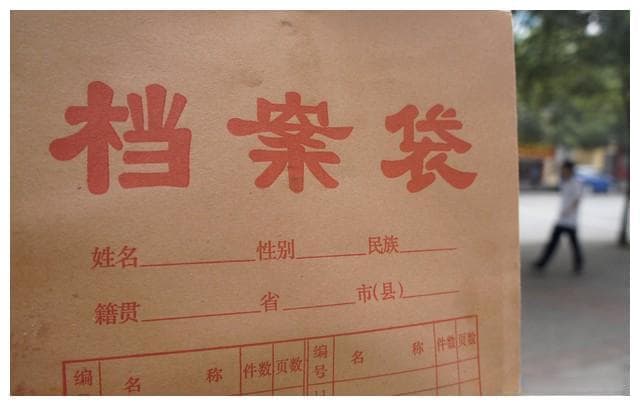 档案袋
姓名 性别 民族
籍贯 省 市(县)
编号 名 称 件数 页数 编号 名 称 件数 页数